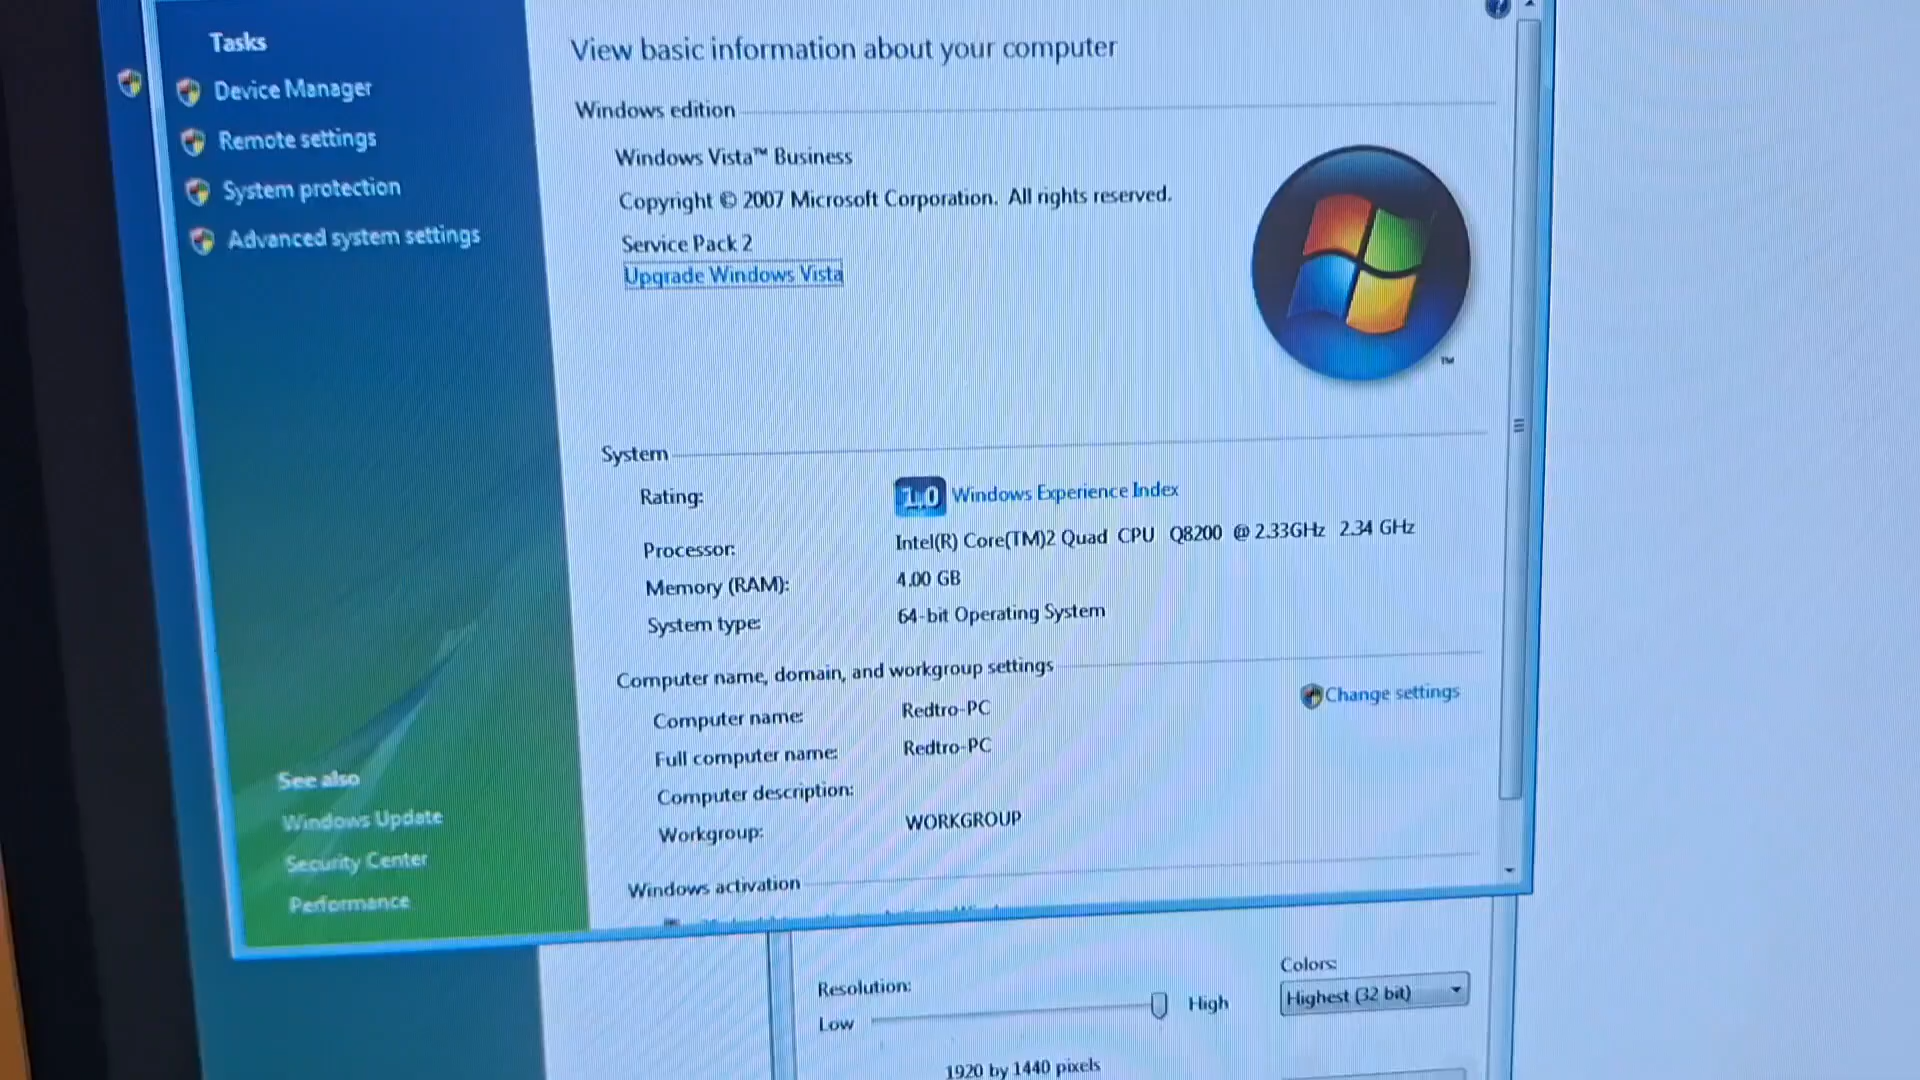 Tasks
Device Manager
Remote settings
System protection
Advanced system settings
See also
Windows Update
Security Center
Performance
View basic information about your computer
Windows edition
Windows Vista™ Business
Copyright © 2007 Microsoft Corporation. All rights reserved.
Service Pack 2
Upgrade Windows Vista
TM
System
Rating: 1.0 Windows Experience Index
Processor: Intel(R) Core(TM)2 Quad CPU Q8200 @ 2.33GHz 2.34 GHz
Memory (RAM): 4.00 GB
System type: 64-bit Operating System
Computer name, domain, and workgroup settings
Computer name: Redtro-PC
Change settings
Full computer name: Redtro-PC
Computer description:
Workgroup: WORKGROUP
Windows activation
Resolution:
Low High
1920 by 1440 pixels
Colors:
Highest (32 bit)